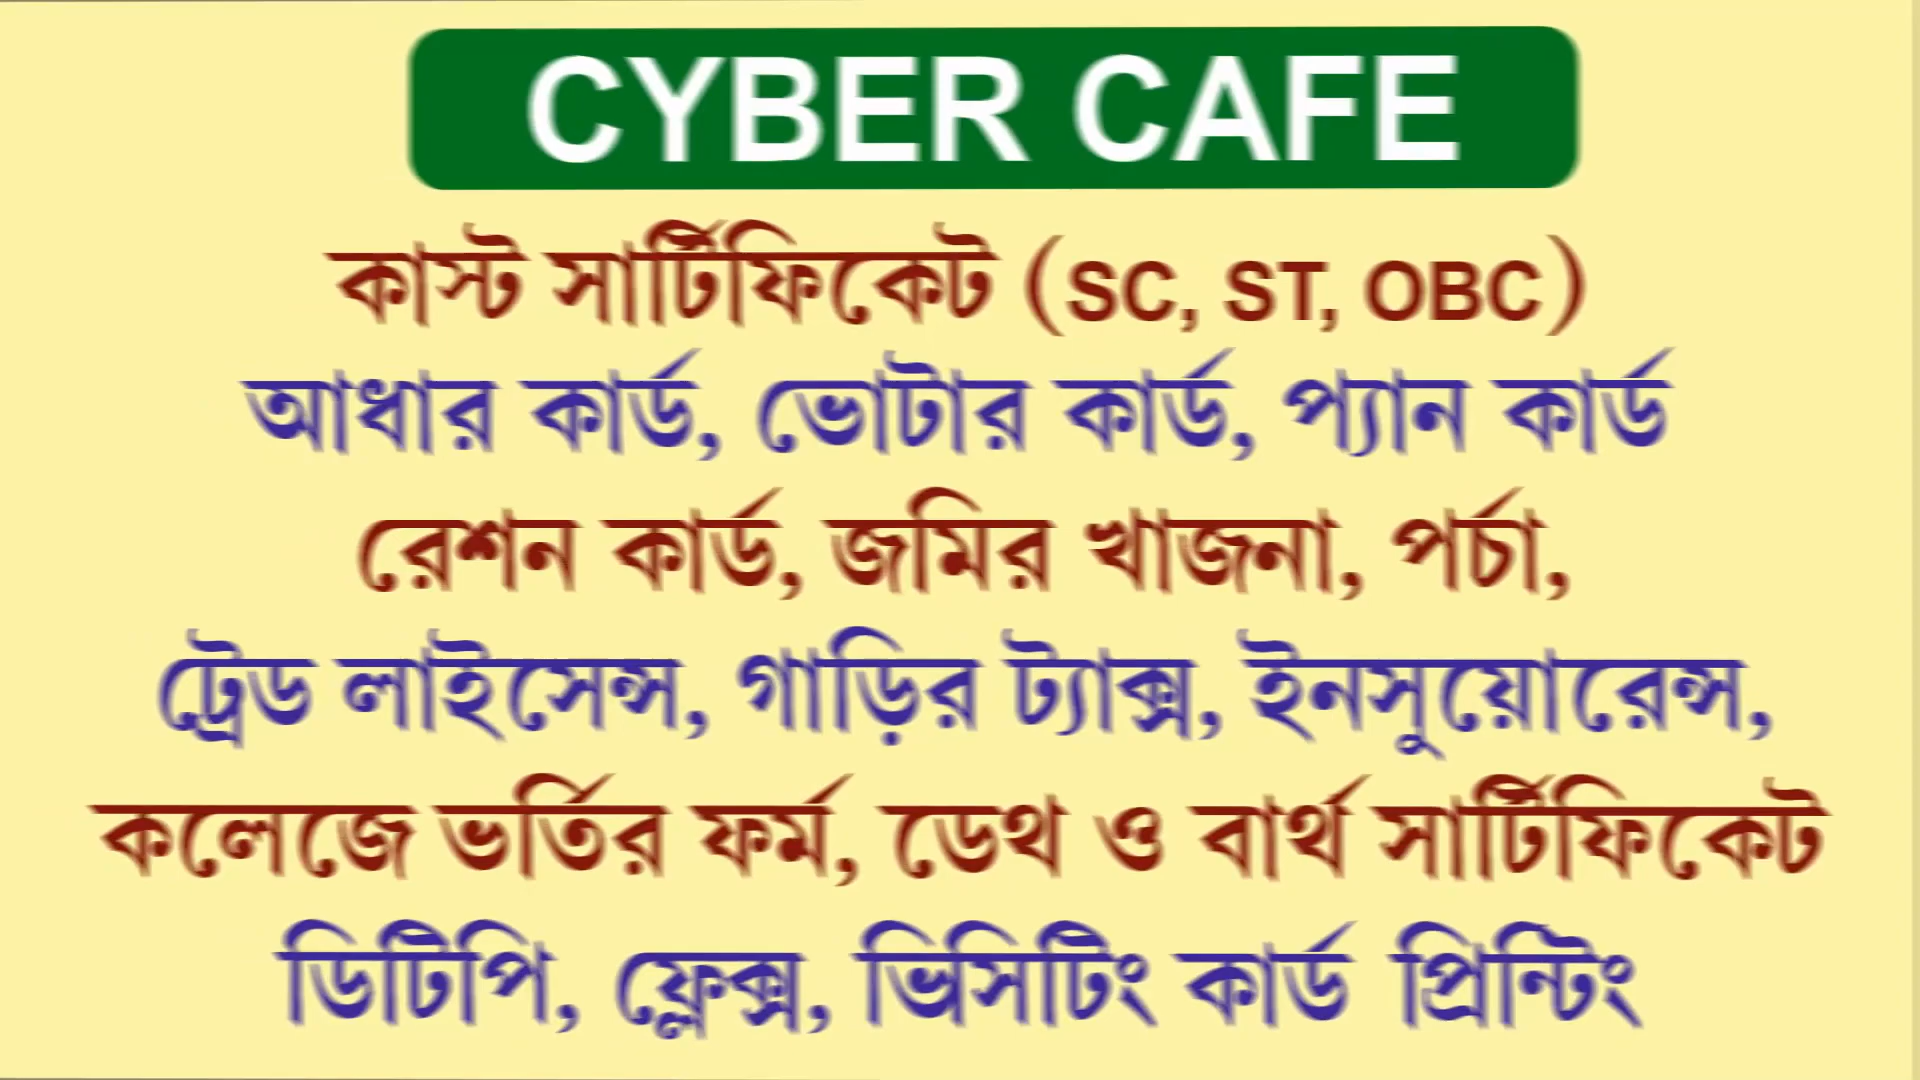 CYBER CAFE
কাস্ট সার্টিফিকেট (SC, ST, OBC)
আধার কার্ড, ভোটার কার্ড, প্যান কার্ড
রেশন কার্ড, জমির খাজনা, পর্চা,
ট্রেড লাইসেন্স, গাড়ির ট্যাক্স, ইনসুয়োরেন্স,
কলেজে ভর্তির ফর্ম, ডেথ ও বার্থ সার্টিফিকেট
ডিটিপি, ফ্লেক্স, ভিসিটিং কার্ড প্রিন্টিং